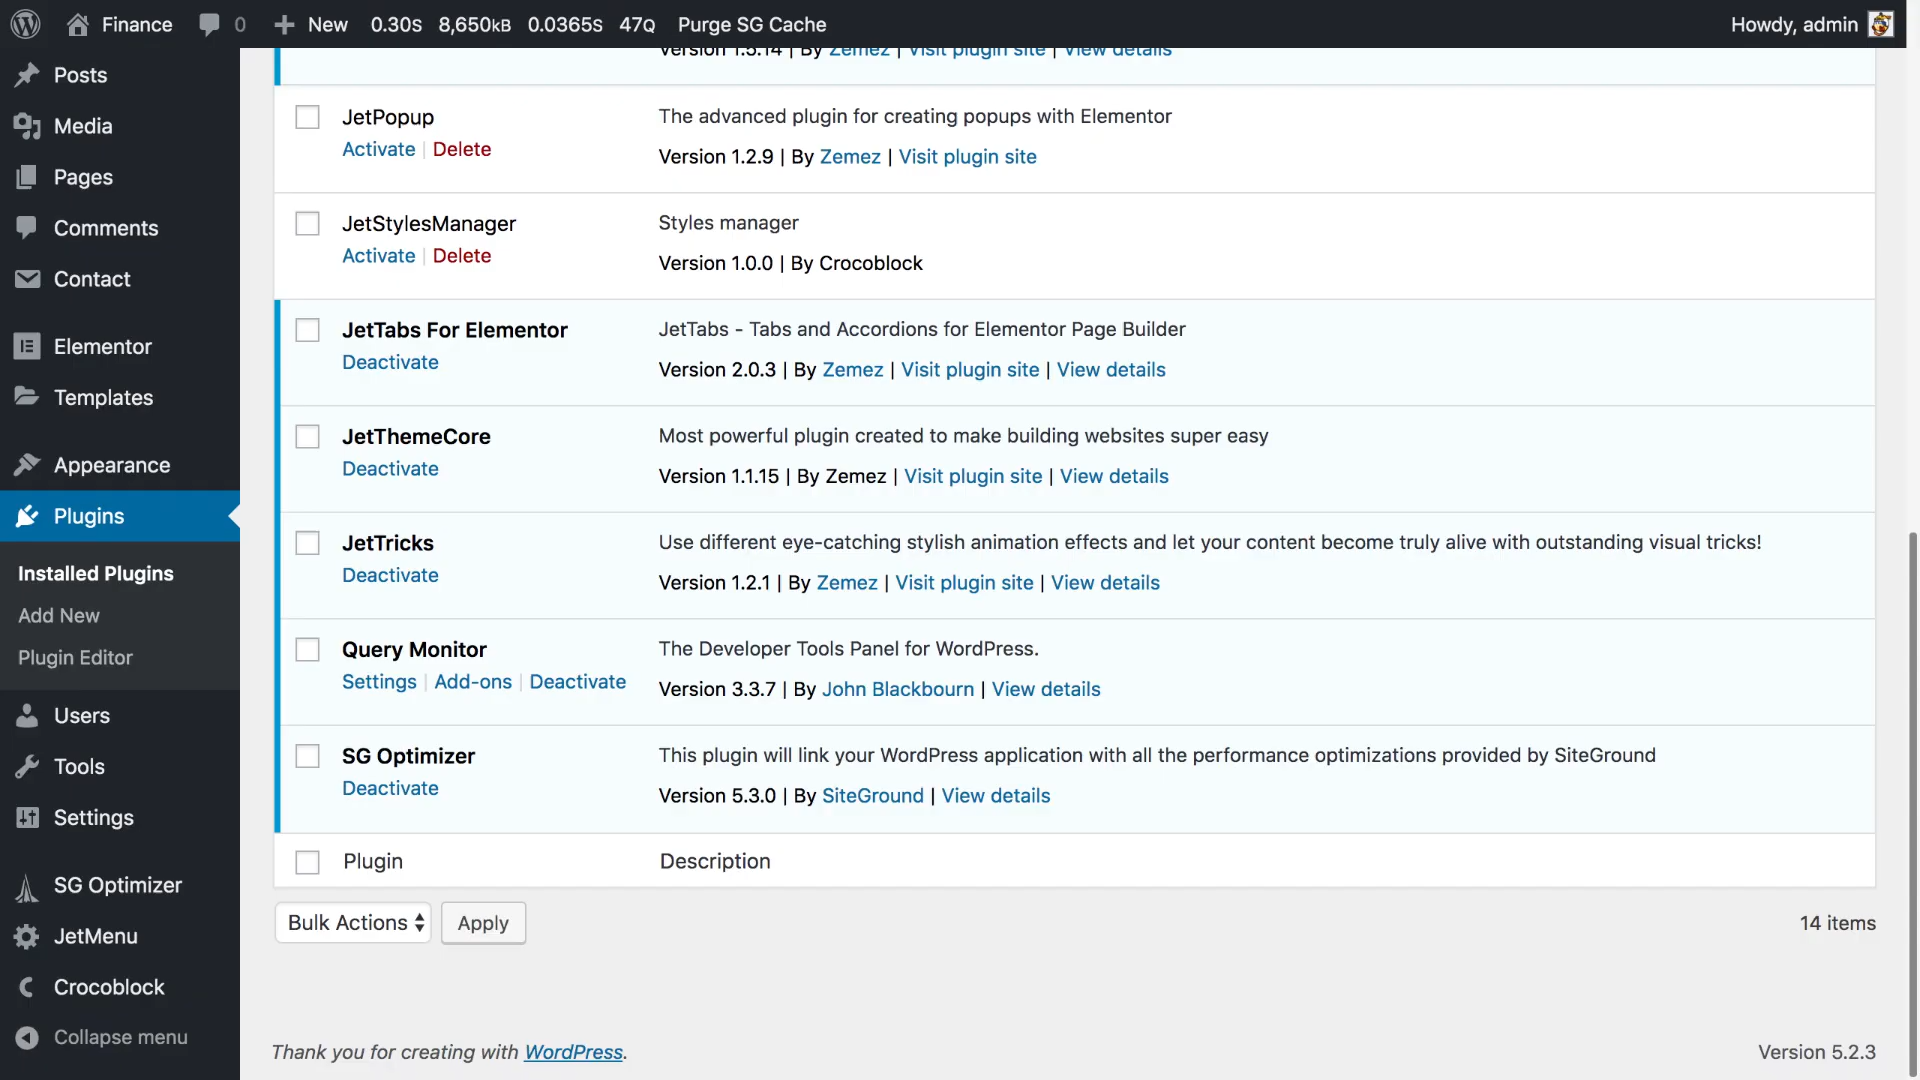 Finance 0 New 0.30S 8,650KB 0.0365S 47Q Purge SG Cache Howdy, admin
Version 1.5.14 | By Zemez | Visit plugin site | View details
Posts
Media
Pages
Comments
Contact
Elementor
Templates
Appearance
Plugins
Installed Plugins
Add New
Plugin Editor
Users
Tools
Settings
SG Optimizer
JetMenu
Crocoblock
Collapse menu
JetPopup
Activate | Delete
The advanced plugin for creating popups with Elementor
Version 1.2.9 | By Zemez | Visit plugin site
JetStylesManager
Activate | Delete
Styles manager
Version 1.0.0 | By Crocoblock
JetTabs For Elementor
Deactivate
JetTabs - Tabs and Accordions for Elementor Page Builder
Version 2.0.3 | By Zemez | Visit plugin site | View details
JetThemeCore
Deactivate
Most powerful plugin created to make building websites super easy
Version 1.1.15 | By Zemez | Visit plugin site | View details
JetTricks
Deactivate
Use different eye-catching stylish animation effects and let your content become truly alive with outstanding visual tricks!
Version 1.2.1 | By Zemez | Visit plugin site | View details
Query Monitor
Settings | Add-ons | Deactivate
The Developer Tools Panel for WordPress.
Version 3.3.7 | By John Blackbourn | View details
SG Optimizer
Deactivate
This plugin will link your WordPress application with all the performance optimizations provided by SiteGround
Version 5.3.0 | By SiteGround | View details
Plugin Description
Bulk Actions Apply 14 items
Thank you for creating with WordPress. Version 5.2.3